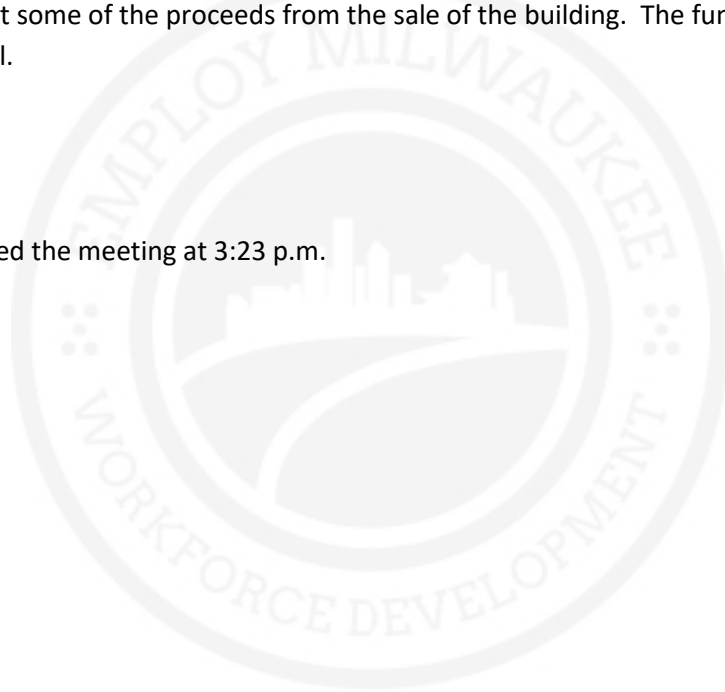 t some of the proceeds from the sale of the building.  The fur
l.
ed the meeting at 3:23 p.m.
EMPLOY MILWAUKEE
WORKFORCE DEVELOPMENT